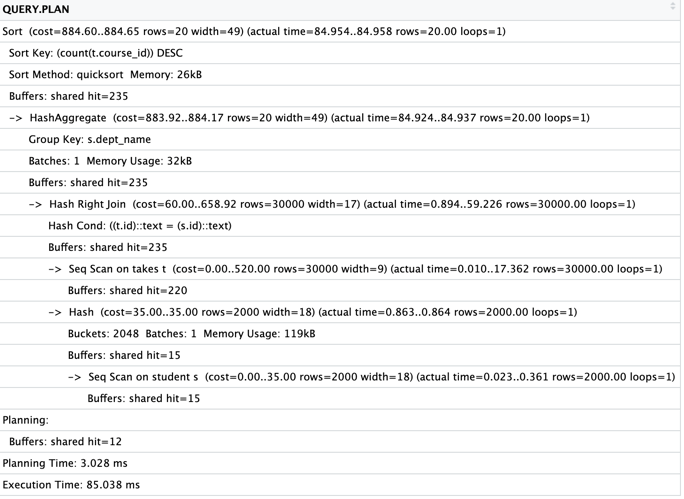 QUERY.PLAN
Sort (cost=884.60..884.65 rows=20 width=49) (actual time=84.954..84.958 rows=20.00 loops=1)
Sort Key: (count(t.course_id)) DESC
Sort Method: quicksort Memory: 26kB
Buffers: shared hit=235
-> HashAggregate (cost=883.92..884.17 rows=20 width=49) (actual time=84.924..84.937 rows=20.00 loops=1)
Group Key: s.dept_name
Batches: 1 Memory Usage: 32kB
Buffers: shared hit=235
-> Hash Right Join (cost=60.00..658.92 rows=30000 width=17) (actual time=0.894..59.226 rows=30000.00 loops=1)
Hash Cond: ((t.id)::text = (s.id)::text)
Buffers: shared hit=235
-> Seq Scan on takes t (cost=0.00..520.00 rows=30000 width=9) (actual time=0.010..17.362 rows=30000.00 loops=1)
Buffers: shared hit=220
-> Hash (cost=35.00..35.00 rows=2000 width=18) (actual time=0.863..0.864 rows=2000.00 loops=1)
Buckets: 2048 Batches: 1 Memory Usage: 119kB
Buffers: shared hit=15
-> Seq Scan on student s (cost=0.00..35.00 rows=2000 width=18) (actual time=0.023..0.361 rows=2000.00 loops=1)
Buffers: shared hit=15
Planning:
Buffers: shared hit=12
Planning Time: 3.028 ms
Execution Time: 85.038 ms